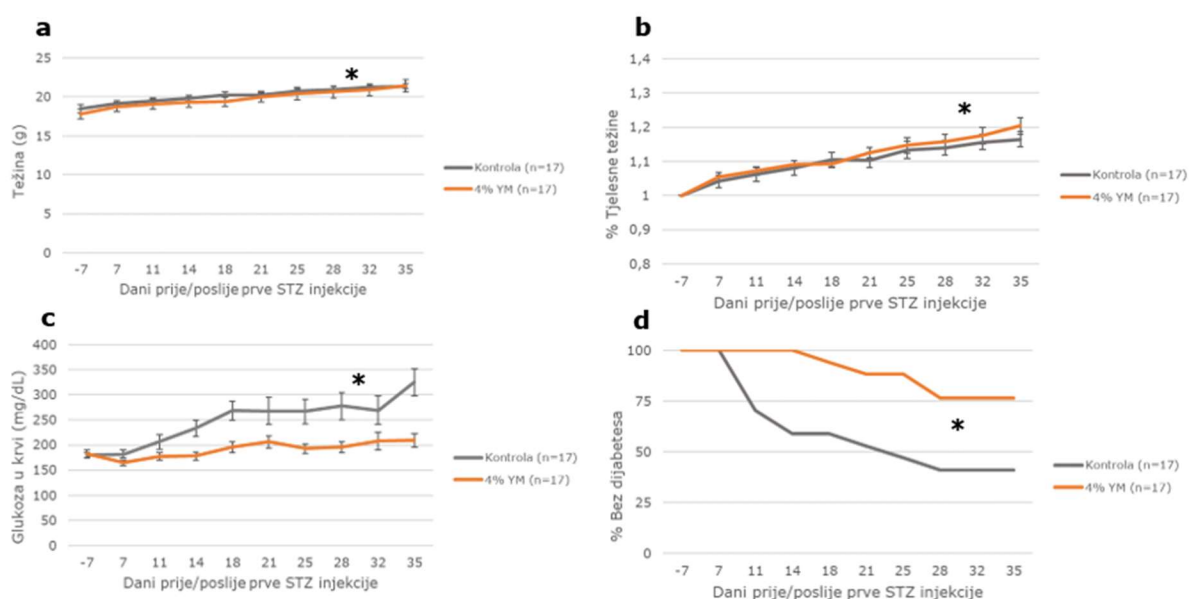 a
25
20
15
10
5
0
Težina (g)
*
-7 7 11 14 18 21 25 28 32 35
Dani prije/poslije prve STZ injekcije
Kontrola (n=17)
4% YM (n=17)
b
1,4
1,3
1,2
1,1
1
0,9
0,8
% Tjelesne težine
*
-7 7 11 14 18 21 25 28 32 35
Dani prije/poslije prve STZ injekcije
Kontrola (n=17)
4% YM (n=17)
c
400
350
300
250
200
150
100
50
0
Glukoza u krvi (mg/dL)
*
-7 7 11 14 18 21 25 28 32 35
Dani prije/poslije prve STZ injekcije
Kontrola (n=17)
4% YM (n=17)
d
100
75
50
25
0
% Bez dijabetesa
*
-7 7 11 14 18 21 25 28 32 35
Dani prije/poslije prve STZ injekcije
Kontrola (n=17)
4% YM (n=17)